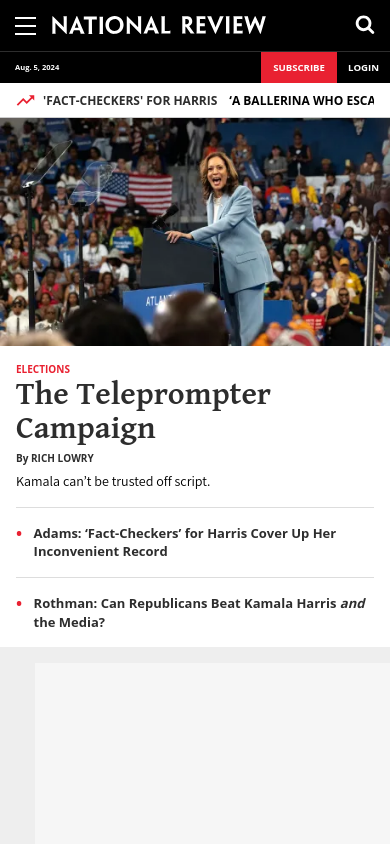 NATIONAL REVIEW
Aug. 5, 2024
SUBSCRIBE
LOGIN
'FACT-CHECKERS' FOR HARRIS
‘A BALLERINA WHO ESCA
ATLANT
ELECTIONS
The Teleprompter
Campaign
By RICH LOWRY
Kamala can’t be trusted off script.
Adams: ‘Fact-Checkers’ for Harris Cover Up Her
Inconvenient Record
Rothman: Can Republicans Beat Kamala Harris and
the Media?